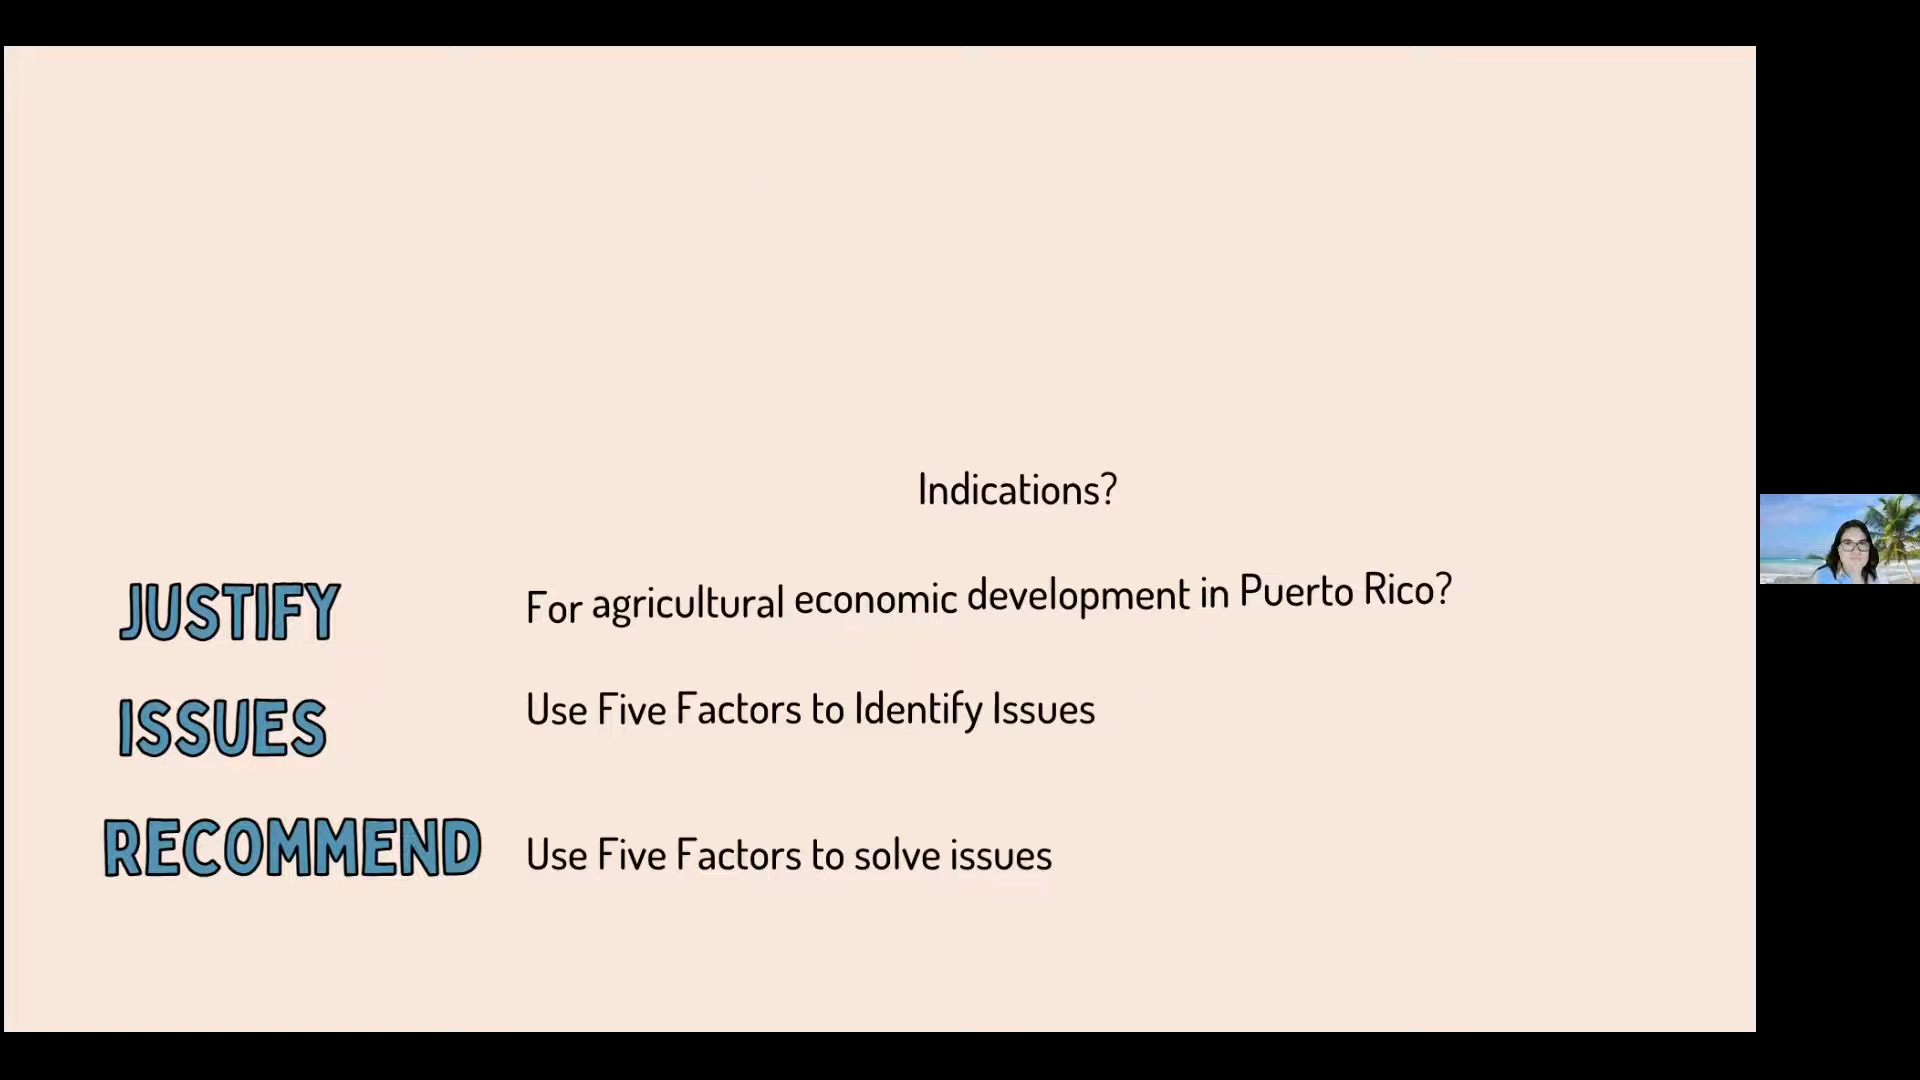 Indications?
JUSTIFY For agricultural economic development in Puerto Rico?
ISSUES Use Five Factors to Identify Issues
RECOMMEND Use Five Factors to solve issues